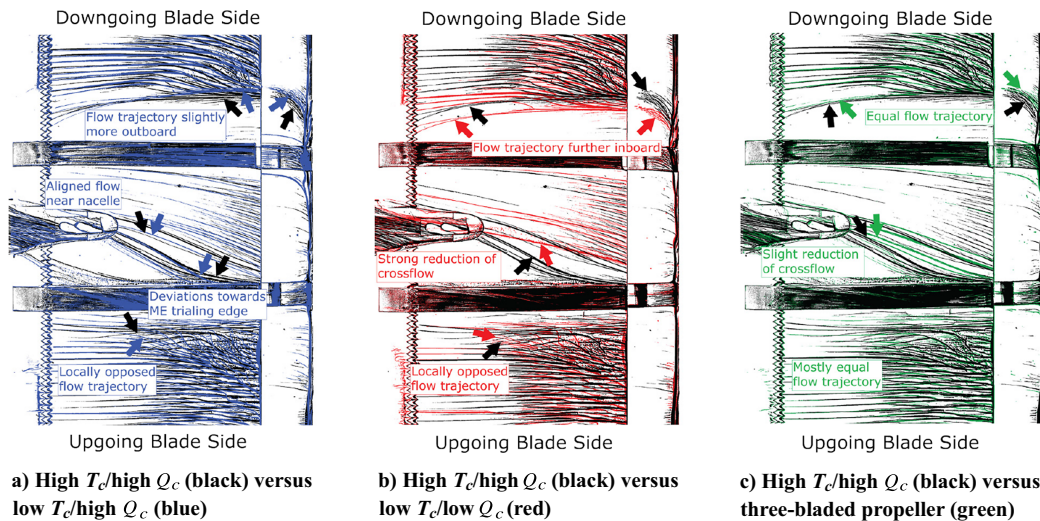 Downgoing Blade Side
Flow trajectory slightly
more outboard
Aligned flow
near nacelle
Deviations towards
ME trialing edge
Locally opposed
flow trajectory
Upgoing Blade Side
a) High Tc/high Qc (black) versus
low Tc/high Qc (blue)
Downgoing Blade Side
Flow trajectory further inboard
Strong reduction of
crossflow
Locally opposed
flow trajectory
Upgoing Blade Side
b) High Tc/high Qc (black) versus
low Tc/low Qc (red)
Downgoing Blade Side
Equal flow trajectory
Slight reduction
of crossflow
Mostly equal
flow trajectory
Upgoing Blade Side
c) High Tc/high Qc (black) versus
three-bladed propeller (green)